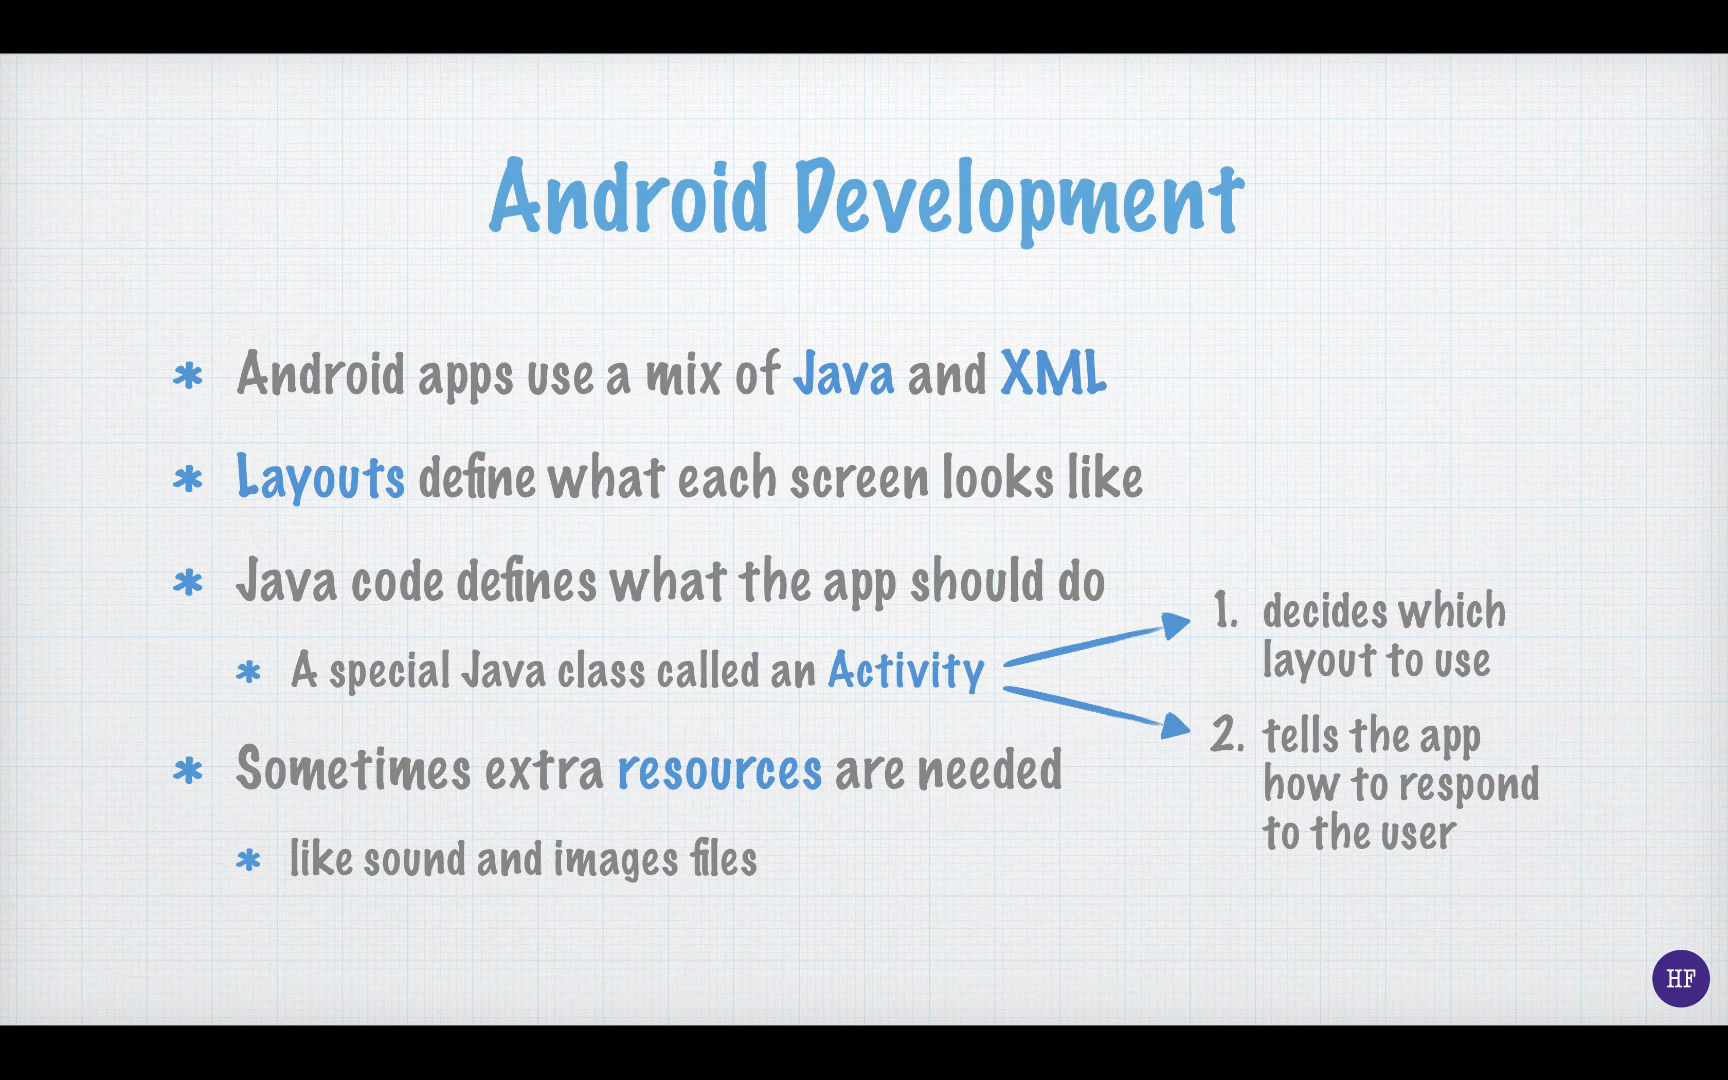 Android Development
* Android apps use a mix of Java and XML
* Layouts define what each screen looks like
* Java code defines what the app should do
* A special Java class called an Activity
1. decides which
layout to use
2. tells the app
how to respond
to the user
* Sometimes extra resources are needed
* like sound and images files
HF